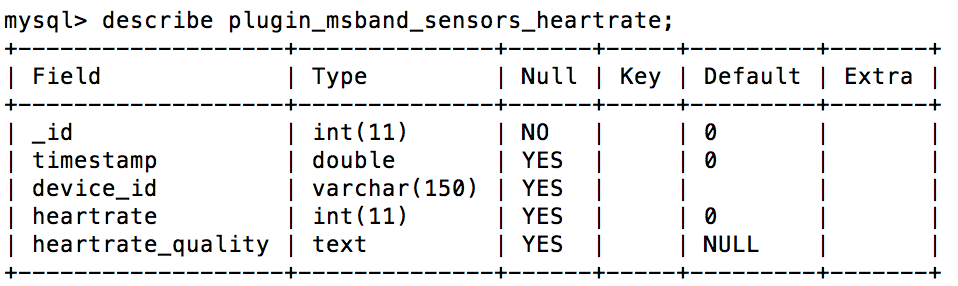 mysql> describe plugin_msband_sensors_heartrate;
+-------------------+--------------+------+-----+---------+-------+
| Field             | Type         | Null | Key | Default | Extra |
+-------------------+--------------+------+-----+---------+-------+
| _id               | int(11)      | NO   |     | 0       |       |
| timestamp         | double       | YES  |     | 0       |       |
| device_id         | varchar(150) | YES  |     |         |       |
| heartrate         | int(11)      | YES  |     | 0       |       |
| heartrate_quality | text         | YES  |     | NULL    |       |
+-------------------+--------------+------+-----+---------+-------+